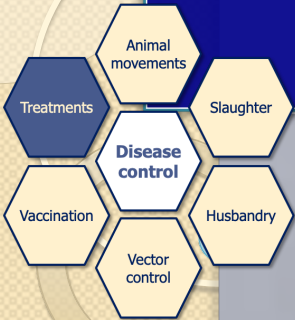 Animal
movements
Treatments
Slaughter
Disease
control
Vaccination
Husbandry
Vector
control